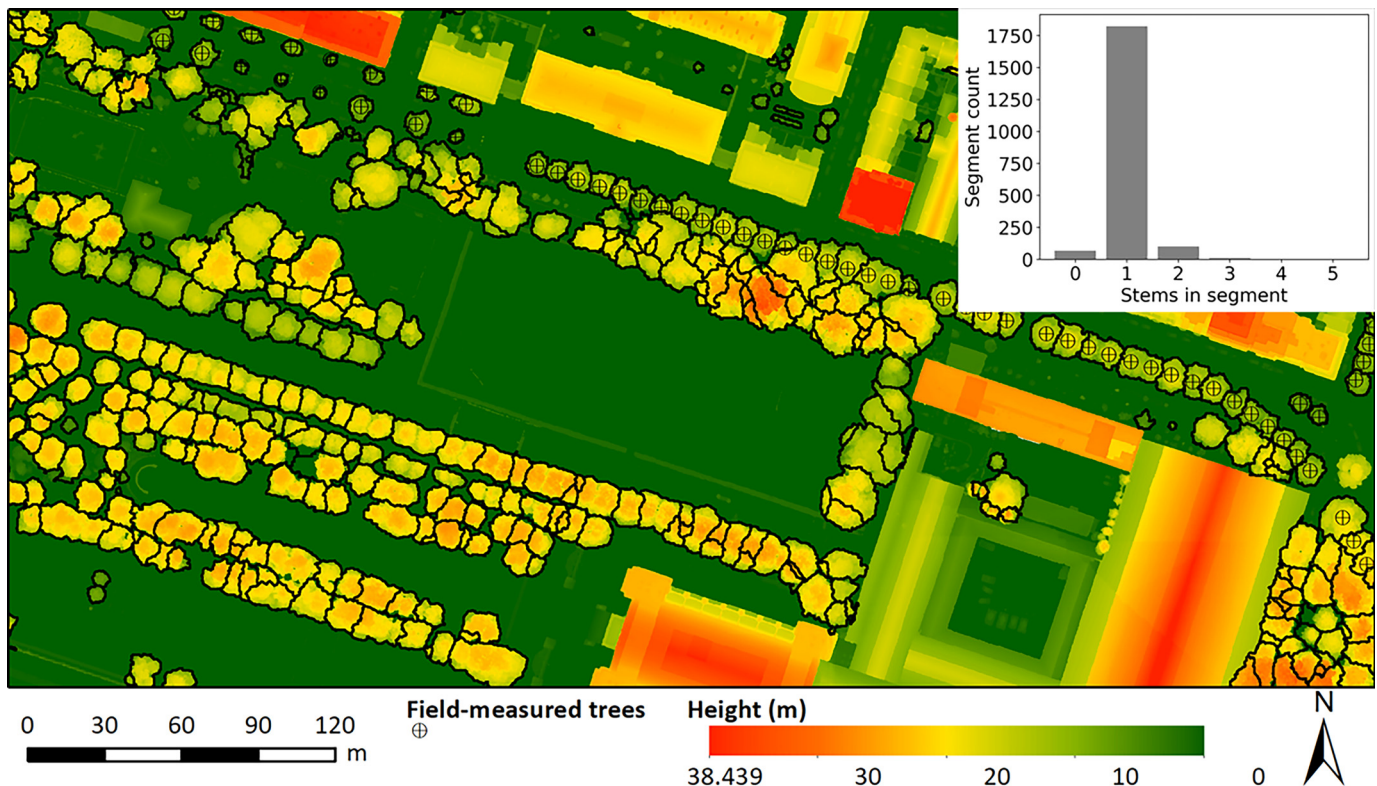 1750
1500
1250
1000
750
500
250
0
Segment count
0 1 2 3 4 5
Stems in segment
0 30 60 90 120
m
Field-measured trees
Height (m)
38.439 30 20 10 0
N